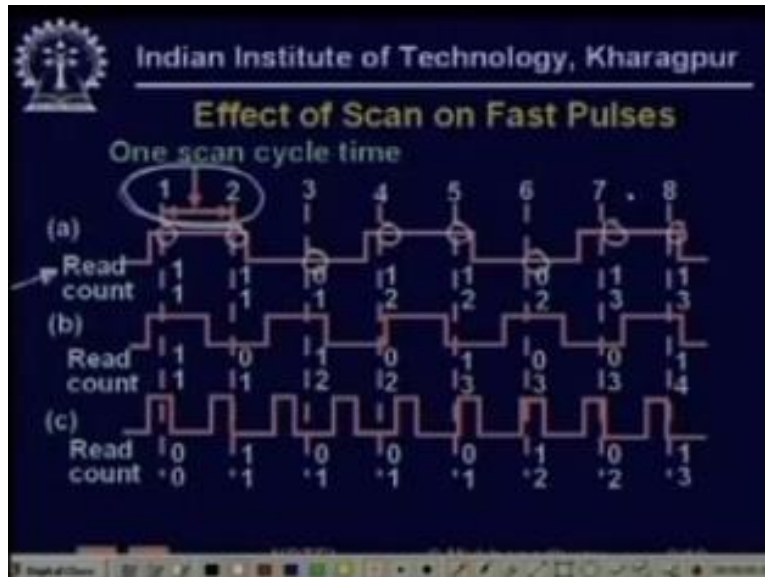 Indian Institute of Technology, Kharagpur
Effect of Scan on Fast Pulses
One scan cycle time
1 2 3 4 5 6 7 8
(a)
Read 1 1 0 1 1 0 1 1
count 1 1 1 2 2 2 3 3
(b)
Read 1 0 1 0 1 0 0 1
count 1 1 2 2 3 3 3 4
(c)
Read 0 1 0 0 0 1 0 1
count 0 1 1 1 1 2 2 3